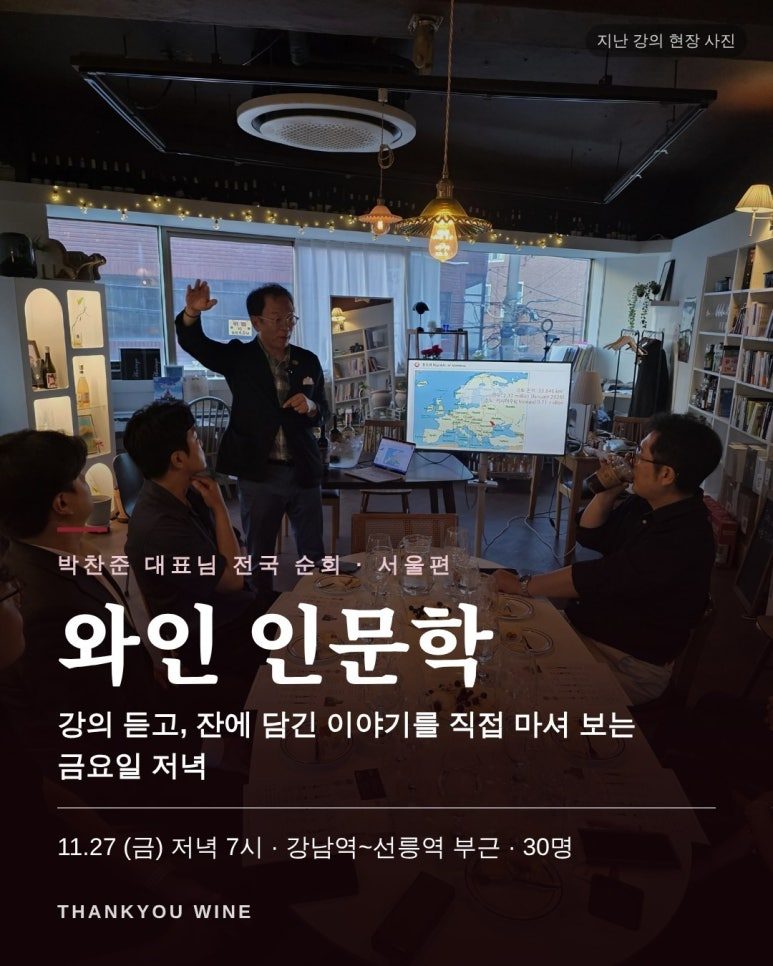 지난 강의 현장 사진
박찬준 대표님 전국 순회 · 서울편
와인 인문학
강의 듣고, 잔에 담긴 이야기를 직접 마셔 보는
금요일 저녁
11.27 (금) 저녁 7시 · 강남역~선릉역 부근 · 30명
THANKYOU WINE